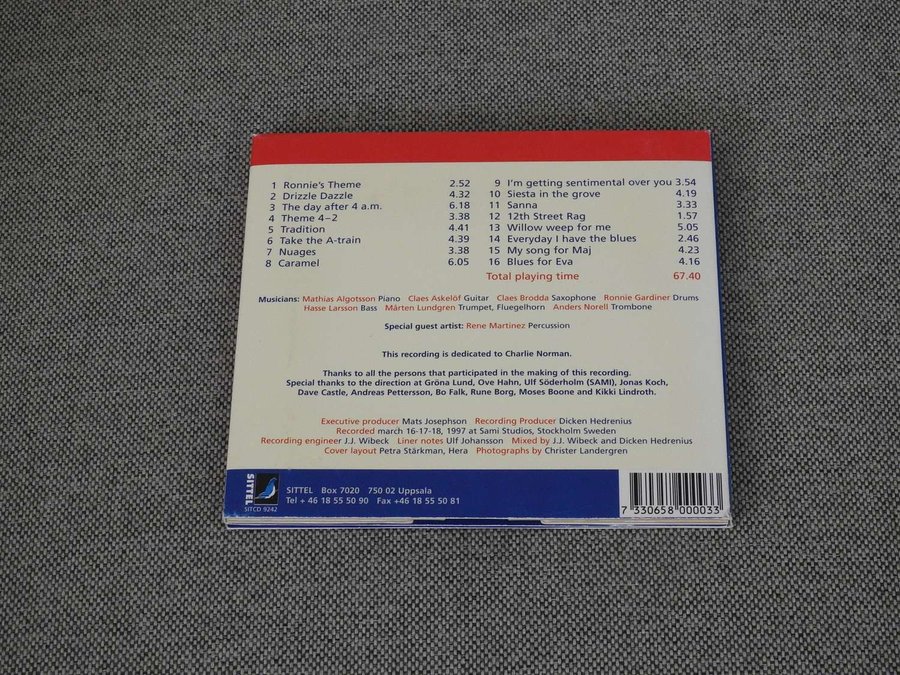 1 Ronnie's Theme 2.52
2 Drizzle Dazzle 4.32
3 The day after 4 a.m. 6.18
4 Theme 4–2 3.38
5 Tradition 4.41
6 Take the A-train 4.39
7 Nuages 3.38
8 Caramel 6.05
9 I'm getting sentimental over you 3.54
10 Siesta in the grove 4.19
11 Sanna 3.33
12 12th Street Rag 1.57
13 Willow weep for me 5.05
14 Everyday I have the blues 2.46
15 My song for Maj 4.23
16 Blues for Eva 4.16
Total playing time 67.40
Musicians: Mathias Algotsson Piano Claes Askelöf Guitar Claes Brodda Saxophone Ronnie Gardiner Drums
Hasse Larsson Bass Mårten Lundgren Trumpet, Fluegelhorn Anders Norell Trombone
Special guest artist: Rene Martinez Percussion
This recording is dedicated to Charlie Norman.
Thanks to all the persons that participated in the making of this recording.
Special thanks to the direction at Gröna Lund, Ove Hahn, Ulf Söderholm (SAMI), Jonas Koch,
Dave Castle, Andreas Pettersson, Bo Falk, Rune Borg, Moses Boone and Kikki Lindroth.
Executive producer Mats Josephson Recording Producer Dicken Hedrenius
Recorded march 16-17-18, 1997 at Sami Studios, Stockholm Sweden
Recording engineer J.J. Wibeck Liner notes Ulf Johansson Mixed by J.J. Wibeck and Dicken Hedrenius
Cover layout Petra Stärkman, Hera Photographs by Christer Landergren
SITTEL
SITCD 9242
SITTEL Box 7020 750 02 Uppsala
Tel + 46 18 55 50 90 Fax +46 18 55 50 81
7 330658 000033